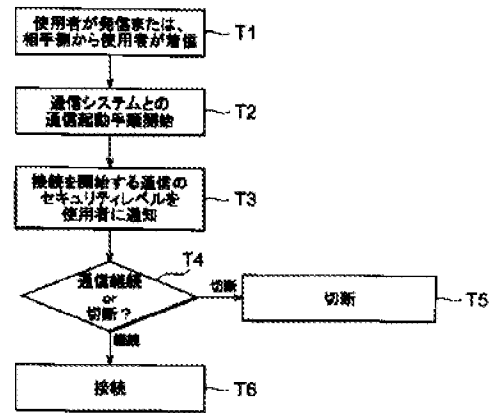 使用者が発信または、
相手側から使用者が着信
T1
通信システムとの
通信起動手順開始
T2
接続を開始する通信の
セキュリティレベルを
使用者に通知
T3
T4
通信継続
or
切断？
切断
切断
T5
継続
接続
T6